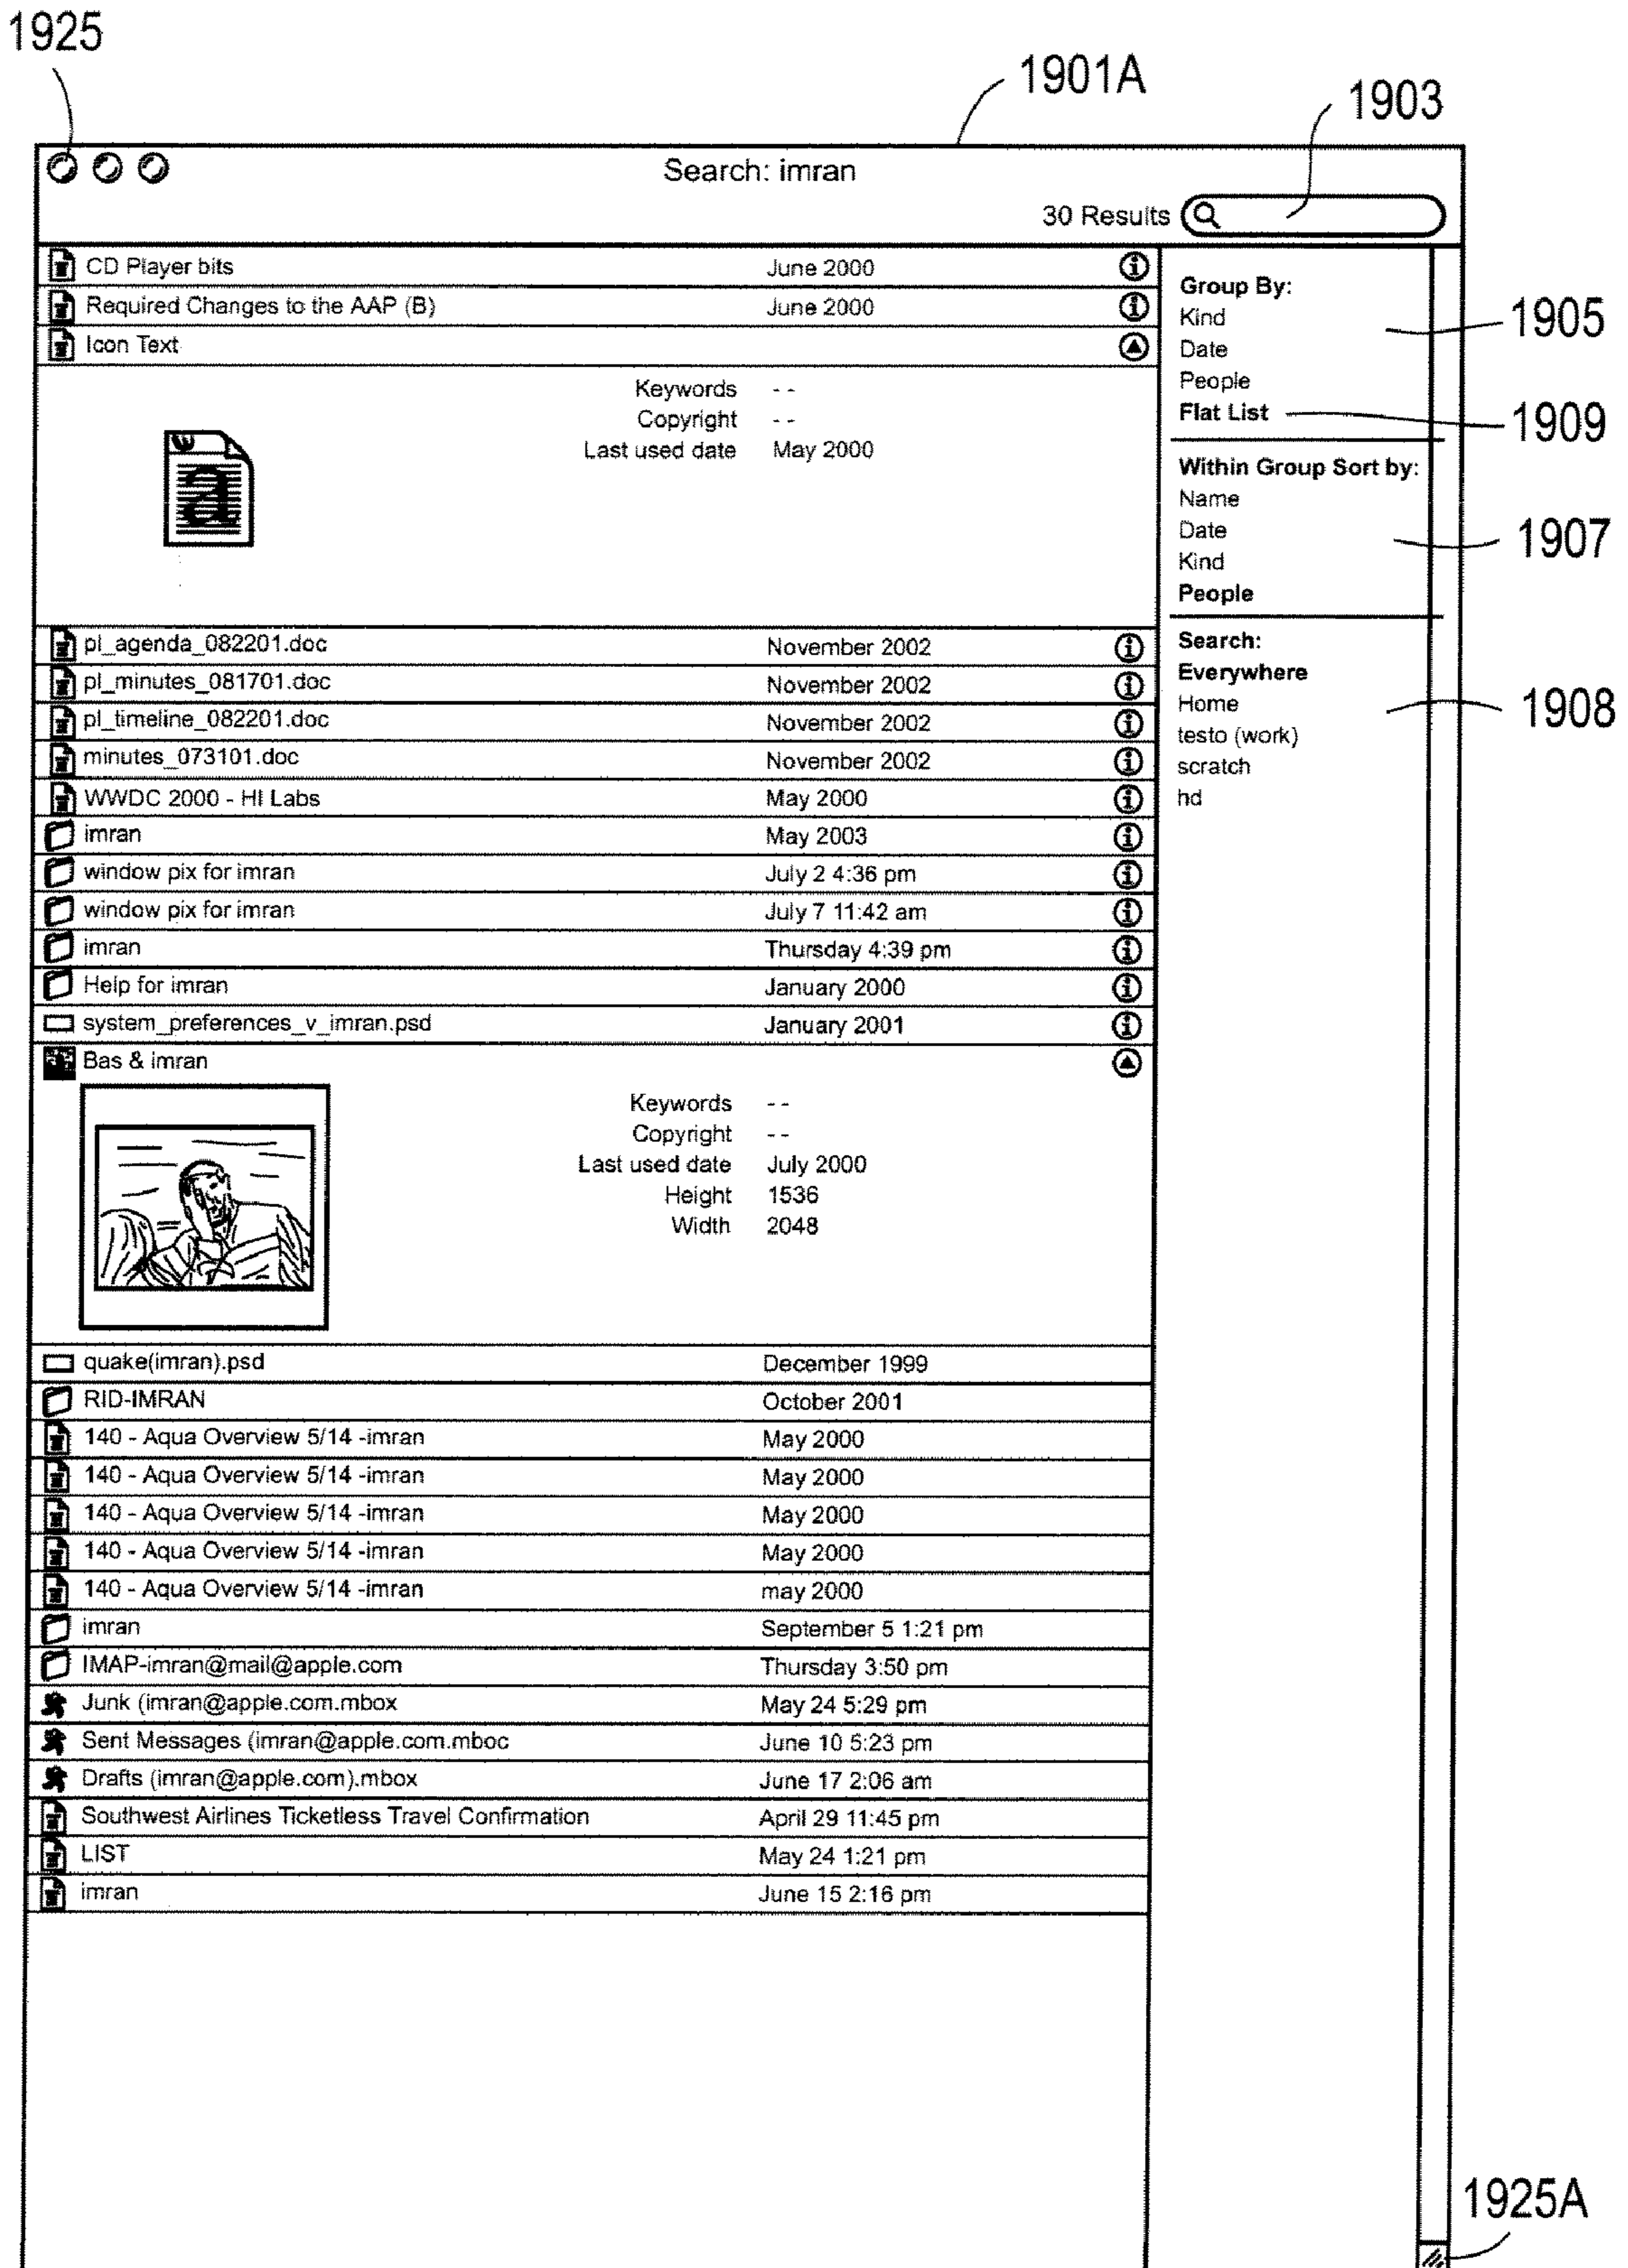 1925
1901A
1903
Search: imran
30 Results
CD Player bits June 2000
Required Changes to the AAP (B) June 2000
Icon Text
Keywords - -
Copyright - -
Last used date May 2000
a
pl_agenda_082201.doc November 2002
pl_minutes_081701.doc November 2002
pl_timeline_082201.doc November 2002
minutes_073101.doc November 2002
WWDC 2000 - HI Labs May 2000
imran May 2003
window pix for imran July 2 4:36 pm
window pix for imran July 7 11:42 am
imran Thursday 4:39 pm
Help for imran January 2000
system_preferences_v_imran.psd January 2001
Bas & imran
Keywords - -
Copyright - -
Last used date July 2000
Height 1536
Width 2048
quake(imran).psd December 1999
RID-IMRAN October 2001
140 - Aqua Overview 5/14 -imran May 2000
140 - Aqua Overview 5/14 -imran May 2000
140 - Aqua Overview 5/14 -imran May 2000
140 - Aqua Overview 5/14 -imran May 2000
140 - Aqua Overview 5/14 -imran may 2000
imran September 5 1:21 pm
IMAP-imran@mail@apple.com Thursday 3:50 pm
Junk (imran@apple.com.mbox May 24 5:29 pm
Sent Messages (imran@apple.com.mboc June 10 5:23 pm
Drafts (imran@apple.com).mbox June 17 2:06 am
Southwest Airlines Ticketless Travel Confirmation April 29 11:45 pm
LIST May 24 1:21 pm
imran June 15 2:16 pm
Group By:
Kind
Date
People
Flat List
1905
1909
Within Group Sort by:
Name
Date
Kind
People
1907
Search:
Everywhere
Home
testo (work)
scratch
hd
1908
1925A